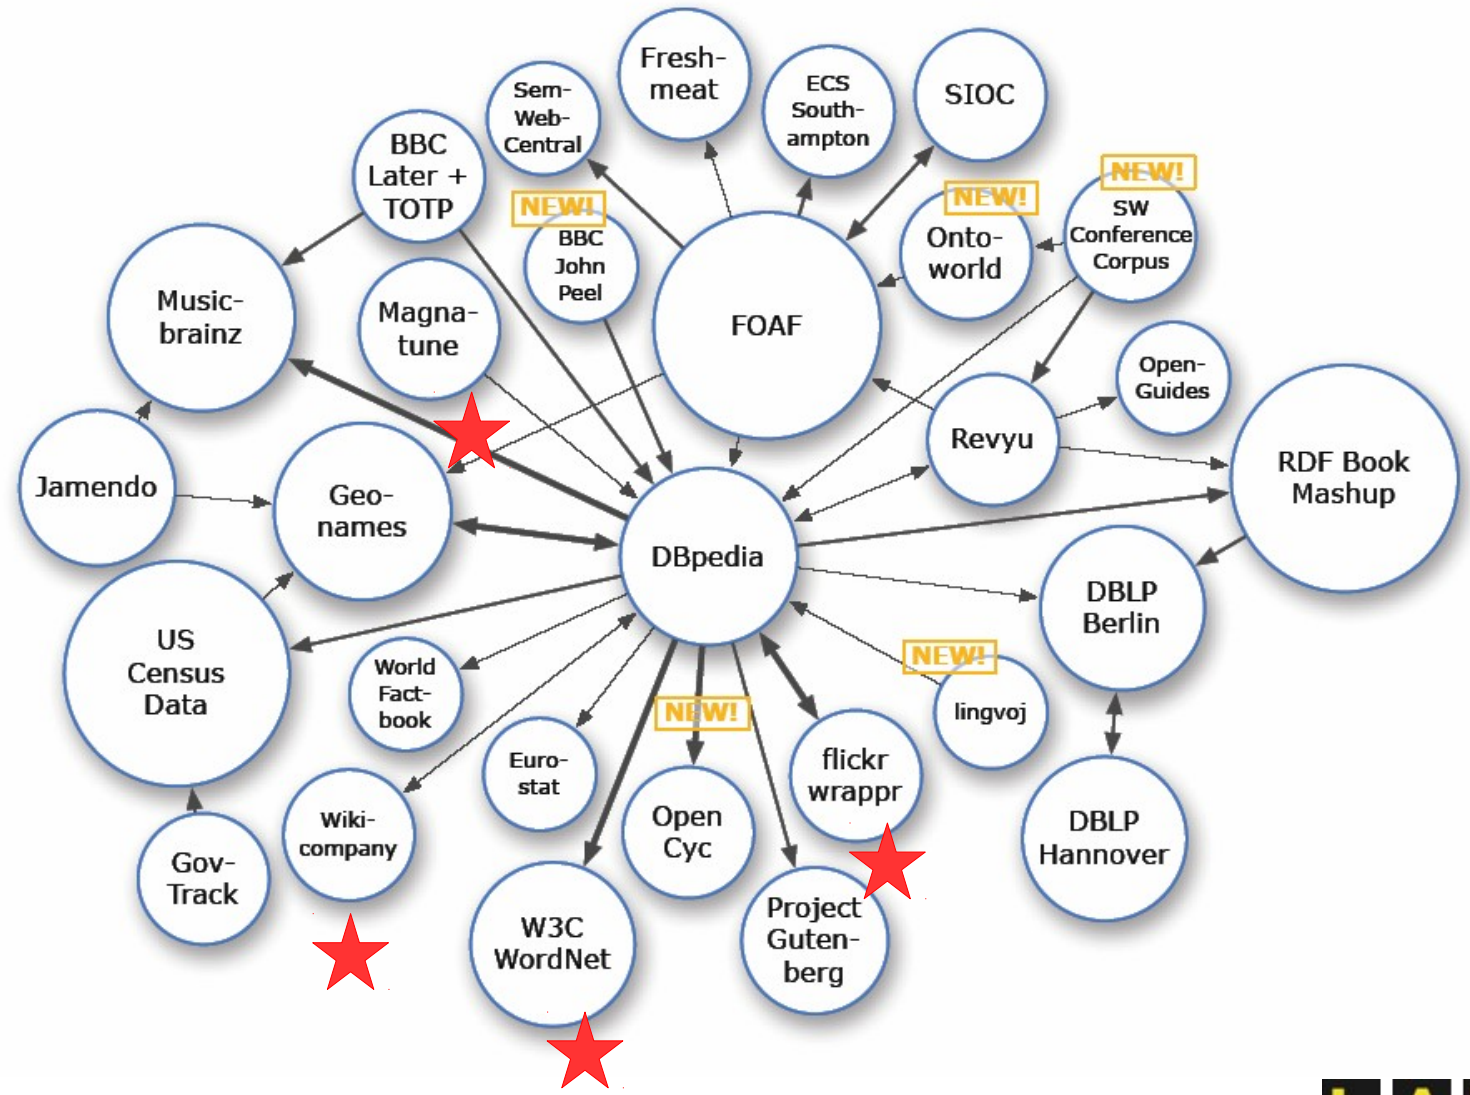 Fresh-
meat
ECS
South-
ampton
SIOC
Sem-
Web-
Central
BBC
Later +
TOTP
NEW!
BBC
John
Peel
NEW!
Onto-
world
NEW!
SW
Conference
Corpus
Music-
brainz
Magna-
tune
FOAF
Open-
Guides
Revyu
RDF Book
Mashup
Jamendo
Geo-
names
DBpedia
DBLP
Berlin
US
Census
Data
World
Fact-
book
NEW!
lingvoj
NEW!
Open
Cyc
Euro-
stat
flickr
wrappr
Wiki-
company
Gov-
Track
DBLP
Hannover
W3C
WordNet
Project
Guten-
berg